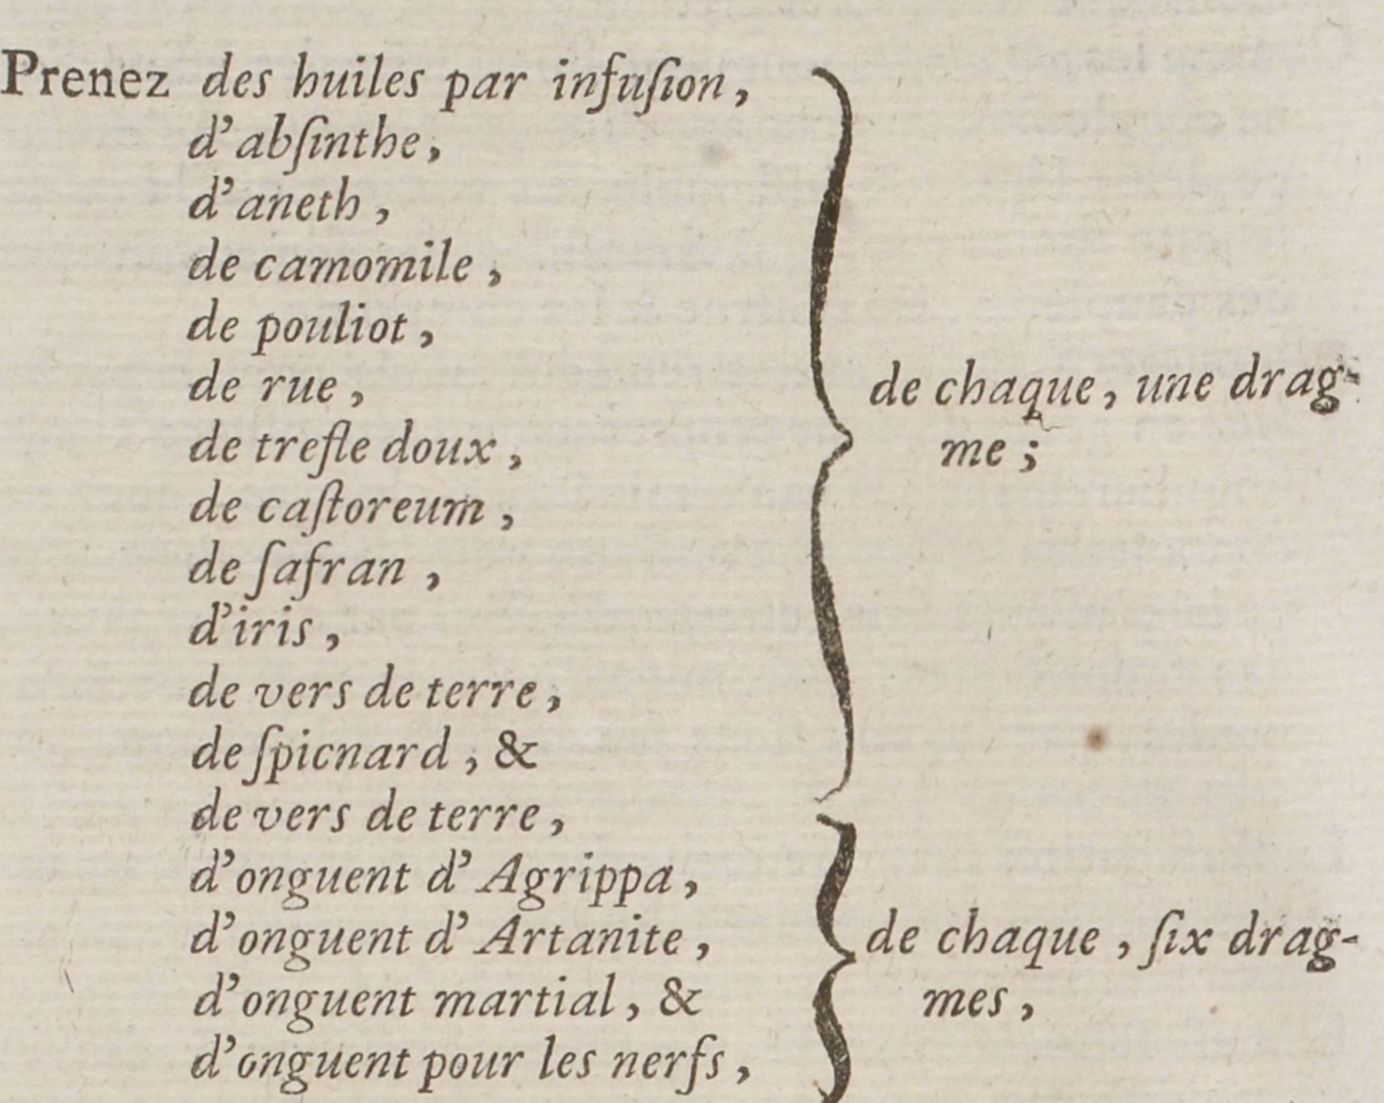 Prenez des huiles par infuſion,
d'abſinthe,
d'aneth,
de camomile,
de pouliot,
de rue,
de chaque, une drag-
me;
de trefle doux,
de caſtoreum,
de ſafran,
d'iris,
de vers de terre,
de ſpicnard, &
de vers de terre,
d'onguent d'Agrippa,
d'onguent d'Artanite,
de chaque, ſix drag-
mes,
d'onguent martial, &
d'onguent pour les nerfs,